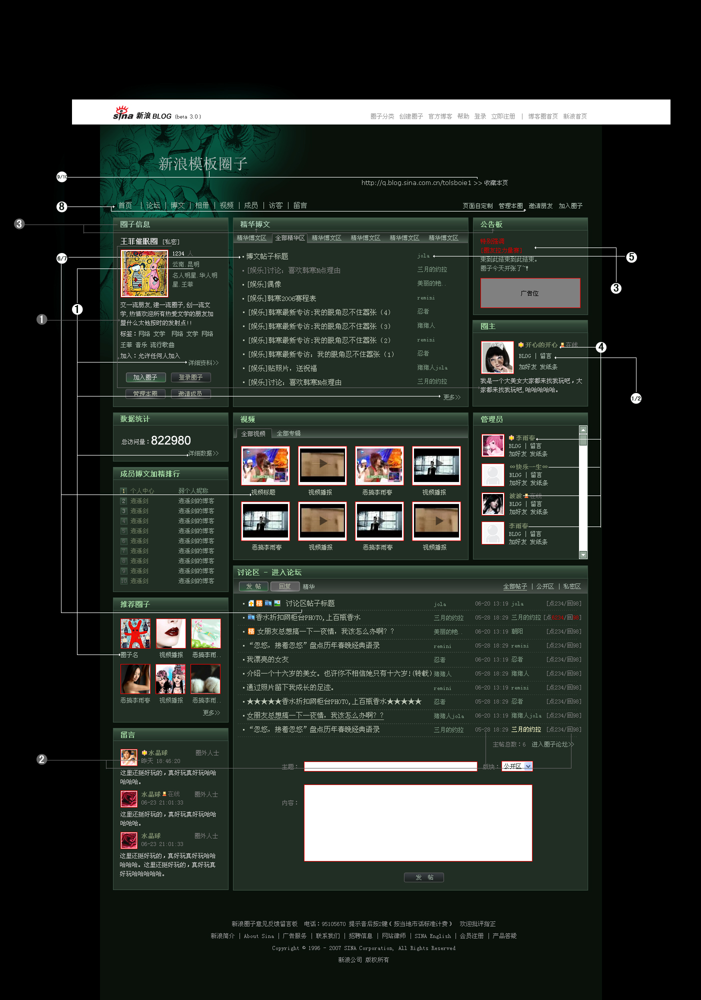 sina 新浪 BLOG (beta 3.0)
圈子分类 创建圈子 官方博客 帮助 登录 立即注册 | 博客圈首页 新浪首页
新浪模板圈子
9/10
http://q.blog.sina.com.cn/tolsboie1 >> 收藏本页
8
首页 | 论坛 | 博文 | 相册 | 视频 | 成员 | 访客 | 留言
页面自定制 管理本圈 邀请朋友 加入圈子
3
圈子信息
王菲催眠圈 [私密]
1234 人
云南.昆明
名人明星.华人明
星.王菲
6/7
1
1
交一流朋友,建一流圈子,创一流文
学,热情欢迎所有热爱文学的朋友加
盟什么太他按时的发射点!!
标签：网络 文学 网络 文学 网络
王菲 音乐 流行歌曲
加入：允许任何人加入
详细资料>>
加入圈子 登录圈子
管理本圈 邀请成员
精华博文
精华博文区 全部精华区 精华博文区 精华博文区 精华博文区 精华博文区
博文帖子标题 jola
[娱乐]讨论：喜欢韩寒N点理由 三月的约拉
[娱乐]偶像 美丽的艳..
[娱乐]韩寒2006赛程表 remini
[娱乐]韩寒最新专访:我的眼角忍不住嚣张（4） 忍者
[娱乐]韩寒最新专访:我的眼角忍不住嚣张（3） 猪猪人
[娱乐]韩寒最新专访:我的眼角忍不住嚣张（2） remini
[娱乐]韩寒最新专访：我的眼角忍不住嚣张（1） 忍者
[娱乐]贴照片，送祝福 猪猪人jola
[娱乐]讨论：喜欢韩寒N点理由 三月的约拉
更多>>
公告板
特别强调
[圈友拉力量赛]
束到此结束到此结束。
圈子今天开张了~!
广告位
5
3
圈主
开心的开心 在线
BLOG | 留言
加好友 发纸条
我是一个大美女大家都来找我玩吧，大
家都来找我玩吧,哈哈哈哈哈。
4
1/2
数据统计
总访问量：822980
详细数据>>
成员博文加精排行
1 个人中心 弱个人妮称
2 逍遥剑 逍遥剑的博客
3 逍遥剑 逍遥剑的博客
4 逍遥剑 逍遥剑的博客
5 逍遥剑 逍遥剑的博客
6 逍遥剑 逍遥剑的博客
7 逍遥剑 逍遥剑的博客
8 逍遥剑 逍遥剑的博客
9 逍遥剑 逍遥剑的博客
10 逍遥剑 逍遥剑的博客
视频
全部视频 全部专辑
视频标题 视频播报 恶搞李雨春 视频播报
恶搞李雨春 视频播报 恶搞李雨春 视频播报
管理员
李雨春
BLOG | 留言
加好友 发纸条
∞快乐一生∞
BLOG | 留言
加好友 发纸条
波波 在线
BLOG | 留言
加好友 发纸条
李雨春
BLOG | 留言
加好友 发纸条
推荐圈子
圈子名 视频播报 恶搞李雨..
恶搞李雨春 视频播报 恶搞李雨..
更多>>
讨论区 - 进入论坛
发 帖 回复 精华
全部帖子 | 公开区 | 私密区
精 讨论区帖子标题 jola 06-20 13:19 jola [点234/回98]
香水折扣网柜台PHOTO,上百瓶香水 三月的约拉 05-28 18:29 三月的约拉 [点6234/回98]
精 女朋友总想搞一下一夜情，我该怎么办啊？？ 美丽的艳.. 06-20 13:19 朝阳 [点234/回98]
“忽悠，接着忽悠”盘点历年春晚经典语录 remini 05-28 18:29 remini [点234/回98]
我漂亮的女友 忍者 06-20 13:19 忍者 [点234/回98]
介绍一个十六岁的美女。也许你不相信她只有十六岁!(转载) 猪猪人 05-28 18:29 猪猪人 [点234/回98]
通过照片留下我成长的足迹。 remini 06-20 13:19 remini [点234/回98]
★★★★★香水折扣网柜台PHOTO,上百瓶香水★★★★★ 忍者 05-28 18:29 忍者 [点234/回98]
女朋友总想搞一下一夜情，我该怎么办啊？？ 猪猪人jola 06-20 13:19 猪猪人jola [点234/回98]
“忽悠，接着忽悠”盘点历年春晚经典语录 三月的约拉 05-28 18:29 三月的约拉 [点234/回98]
主帖总数：6 进入圈子论坛>>
主题： 版块： 公开区
内容：
发 帖
留言
2
水晶球 圈外人士
昨天 18:46:20
这里还挺好玩的，真好玩真好玩哈哈
哈哈哈哈。
水晶球 在线 圈外人士
06-23 21:01:33
这里还挺好玩的，真好玩真好玩哈哈
哈哈哈哈。
水晶球 圈外人士
06-23 21:01:33
这里还挺好玩的，真好玩真好玩哈哈
哈哈哈哈。这里还挺好玩的，真好玩真
好玩哈哈哈哈哈。
新浪圈子意见反馈留言板 电话：95105670 提示音后按2键（按当地市话标准计费） 欢迎批评指正
新浪简介 | About Sina | 广告服务 | 联系我们 | 招聘信息 | 网站律师 | SINA English | 会员注册 | 产品答疑
Copyright © 1996 - 2007 SINA Corporation, All Rights Reserved
新浪公司 版权所有